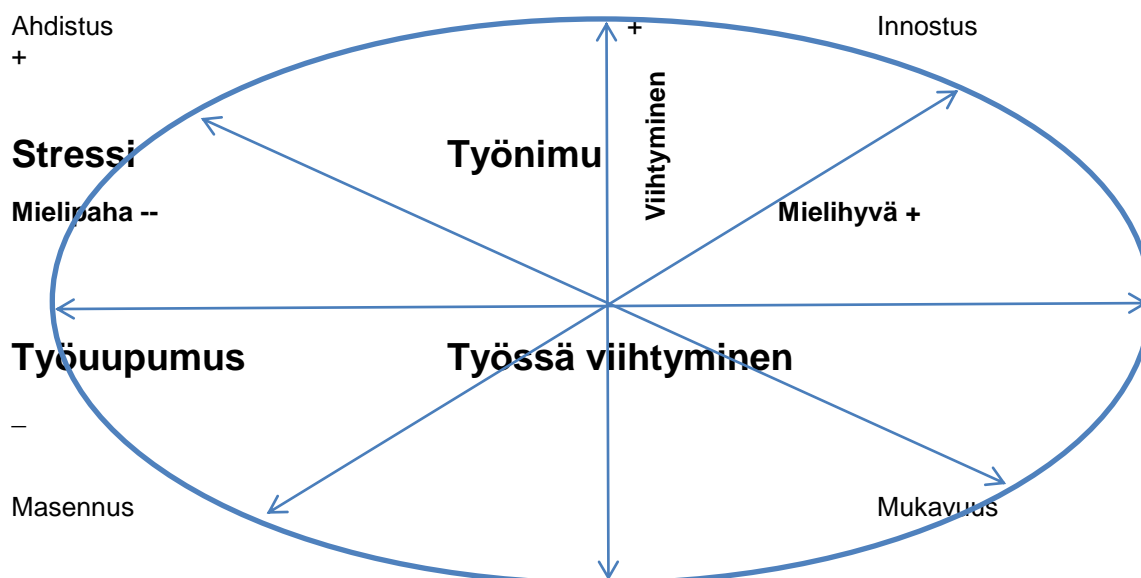 Ahdistus + Innostus
+
Viihtyminen
Stressi Työnimu
Mielipaha -- Mielihyvä +
Työuupumus Työssä viihtyminen
_
Masennus Mukavuus